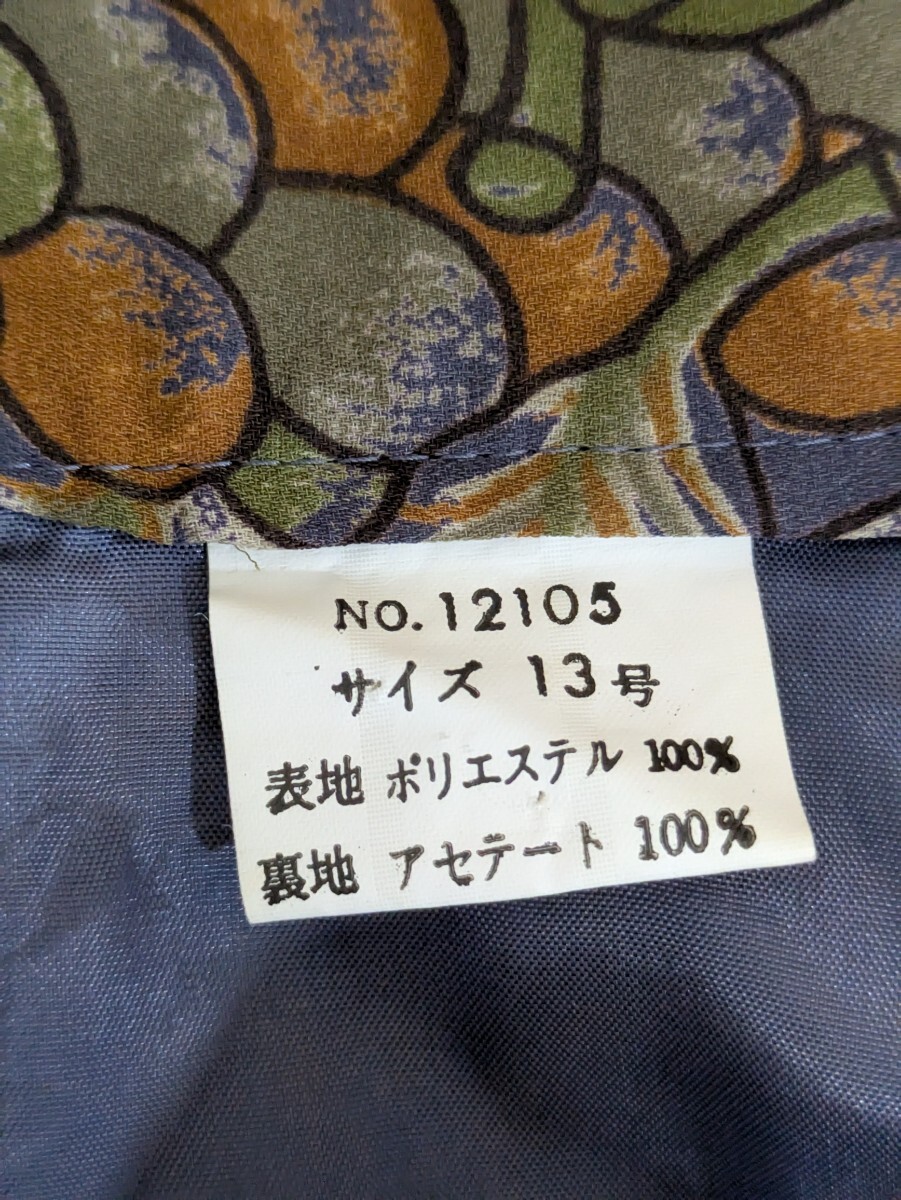 NO.12105
サイズ 13号
表地 ポリエステル 100%
裏地 アセテート 100%